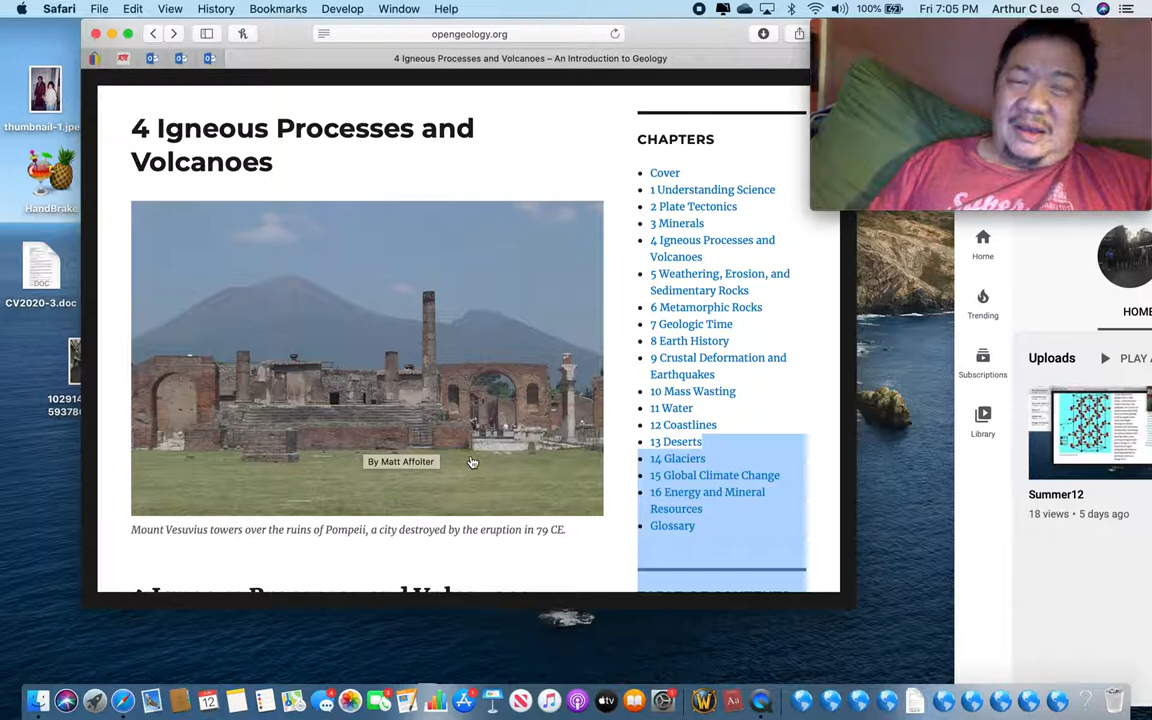 Safari File Edit View History Bookmarks Develop Window Help
100% Fri 7:05 PM Arthur C Lee
opengeology.org
4 Igneous Processes and Volcanoes – An Introduction to Geology
thumbnail-1.jpe
HandBrake
DOC
CV2020-3.doc
10291
59378
4 Igneous Processes and
Volcanoes
By Matt Affolter
Mount Vesuvius towers over the ruins of Pompeii, a city destroyed by the eruption in 79 CE.
CHAPTERS
Cover
1 Understanding Science
2 Plate Tectonics
3 Minerals
4 Igneous Processes and
Volcanoes
5 Weathering, Erosion, and
Sedimentary Rocks
6 Metamorphic Rocks
7 Geologic Time
8 Earth History
9 Crustal Deformation and
Earthquakes
10 Mass Wasting
11 Water
12 Coastlines
13 Deserts
14 Glaciers
15 Global Climate Change
16 Energy and Mineral
Resources
Glossary
Home
Trending
Subscriptions
Library
HOME
Uploads PLAY
Summer12
18 views • 5 days ago
12
tv
Aa